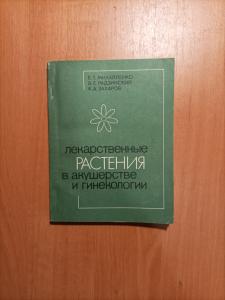 Е.Т. МИХАЙЛЕНКО
В.Е. РАДЗИНСКИЙ
К.А. ЗАХАРОВ
лекарственные
РАСТЕНИЯ
в акушерстве
и гинекологии